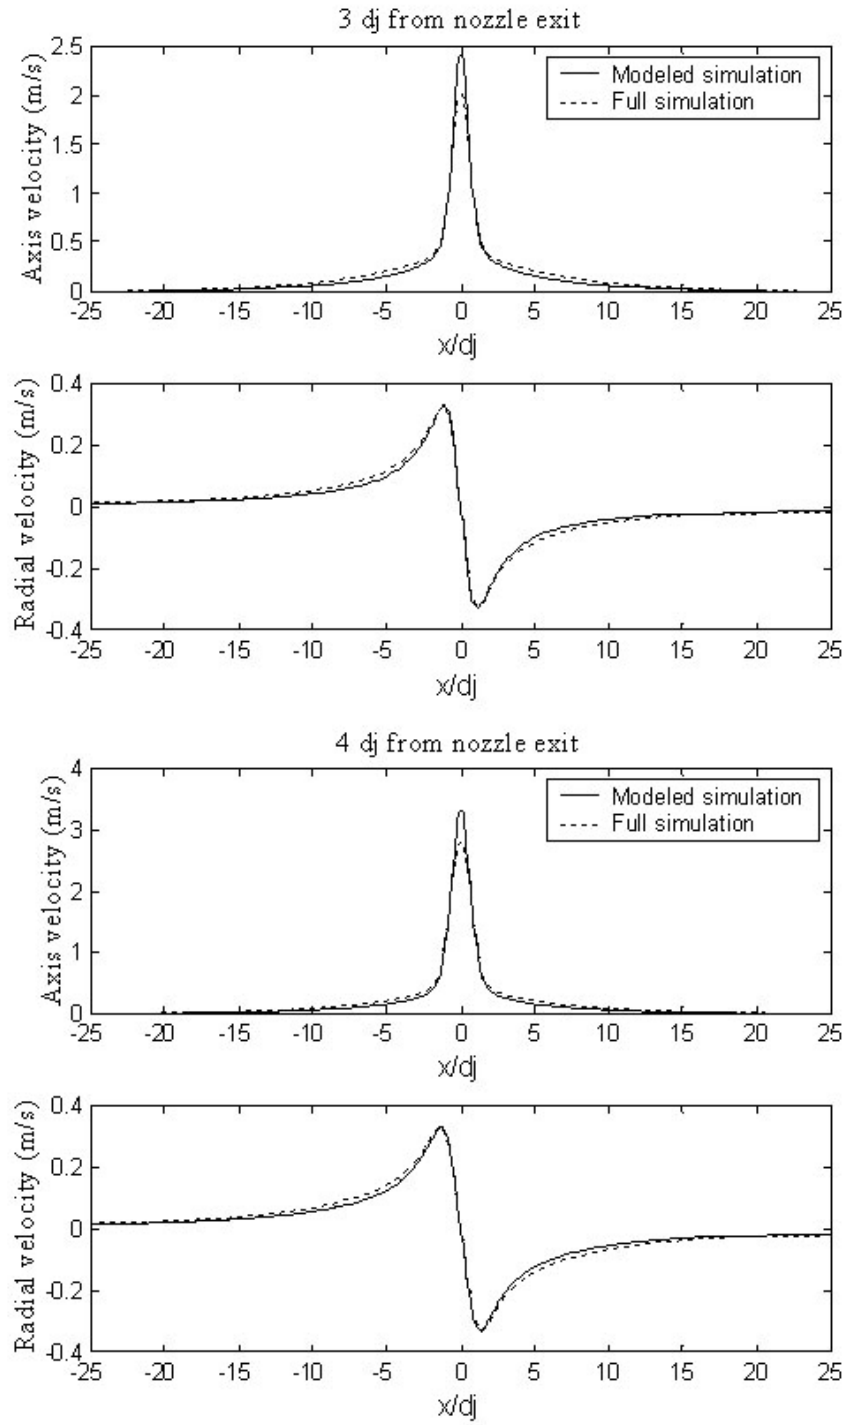 3 dj from nozzle exit
Axis velocity (m/s)
2.5
2
1.5
1
0.5
0
Modeled simulation
Full simulation
-25 -20 -15 -10 -5 0 5 10 15 20 25
x/dj
Radial velocity (m/s)
0.4
0.2
0
-0.2
-0.4
-25 -20 -15 -10 -5 0 5 10 15 20 25
x/dj
4 dj from nozzle exit
Axis velocity (m/s)
4
3
2
1
0
Modeled simulation
Full simulation
-25 -20 -15 -10 -5 0 5 10 15 20 25
x/dj
Radial velocity (m/s)
0.4
0.2
0
-0.2
-0.4
-25 -20 -15 -10 -5 0 5 10 15 20 25
x/dj